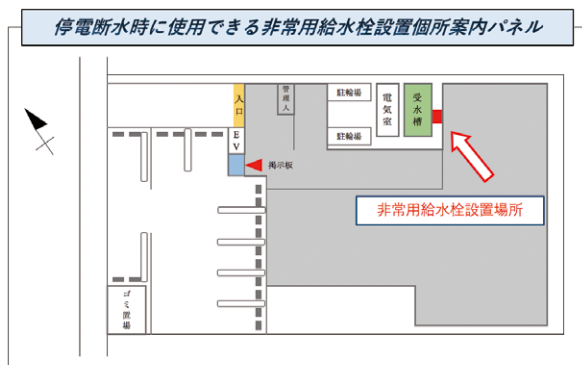 停電断水時に使用できる非常用給水栓設置個所案内パネル
入口
管理人
駐輪場
電気室
受水槽
EV
駐輪場
掲示板
非常用給水栓設置場所
ゴミ置場